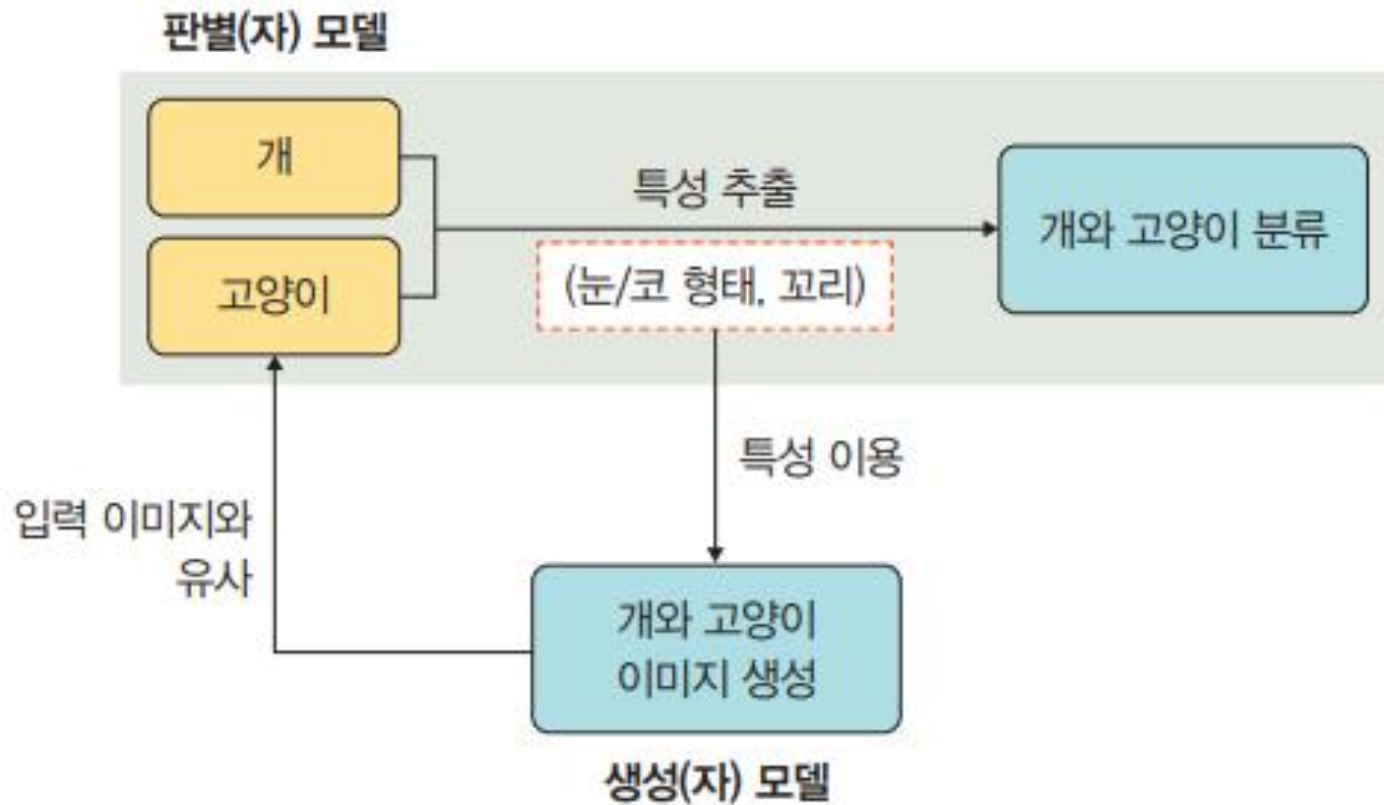 판별(자) 모델
개
고양이
특성 추출
(눈/코 형태, 꼬리)
개와 고양이 분류
특성 이용
입력 이미지와
유사
개와 고양이
이미지 생성
생성(자) 모델